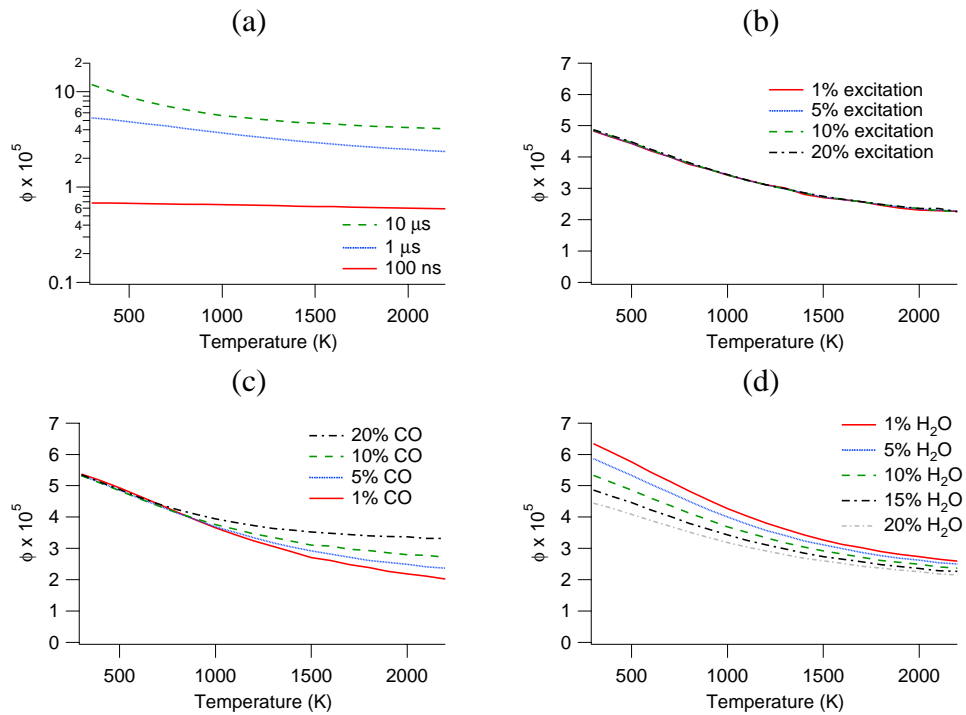 (a)
2
10
6
4
2
1
6
4
2
0.1
ϕ x 10⁵
10 μs
1 μs
100 ns
500
1000
1500
2000
Temperature (K)
(b)
7
6
5
4
3
2
1
0
ϕ x 10⁵
1% excitation
5% excitation
10% excitation
20% excitation
500
1000
1500
2000
Temperature (K)
(c)
7
6
5
4
3
2
1
0
ϕ x 10⁵
20% CO
10% CO
5% CO
1% CO
500
1000
1500
2000
Temperature (K)
(d)
7
6
5
4
3
2
1
0
ϕ x 10⁵
1% H₂O
5% H₂O
10% H₂O
15% H₂O
20% H₂O
500
1000
1500
2000
Temperature (K)